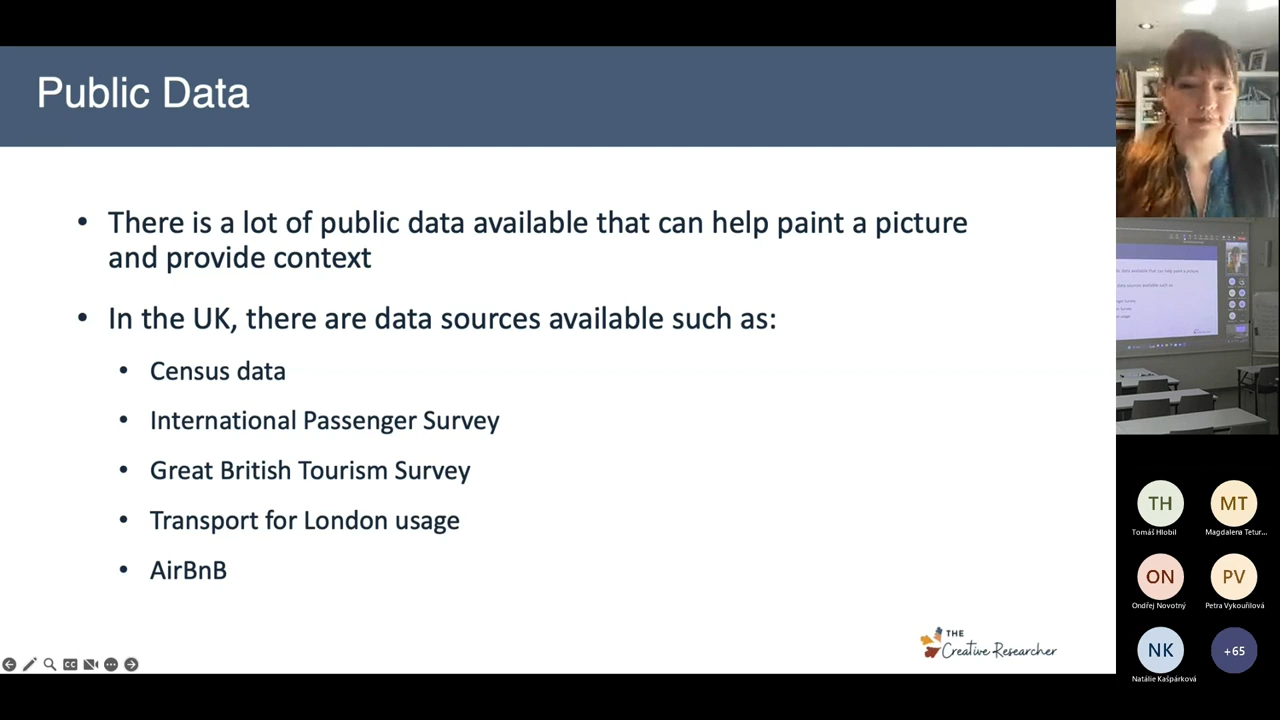 Public Data
• There is a lot of public data available that can help paint a picture
and provide context
• In the UK, there are data sources available such as:
• Census data
• International Passenger Survey
• Great British Tourism Survey
• Transport for London usage
• AirBnB
THE
Creative Researcher
CC
TH
MT
Tomáš Hlobil
Magdalena Tetur...
ON
PV
Ondřej Novotný
Petra Vykouřilová
NK
+65
Natálie Kašpárková